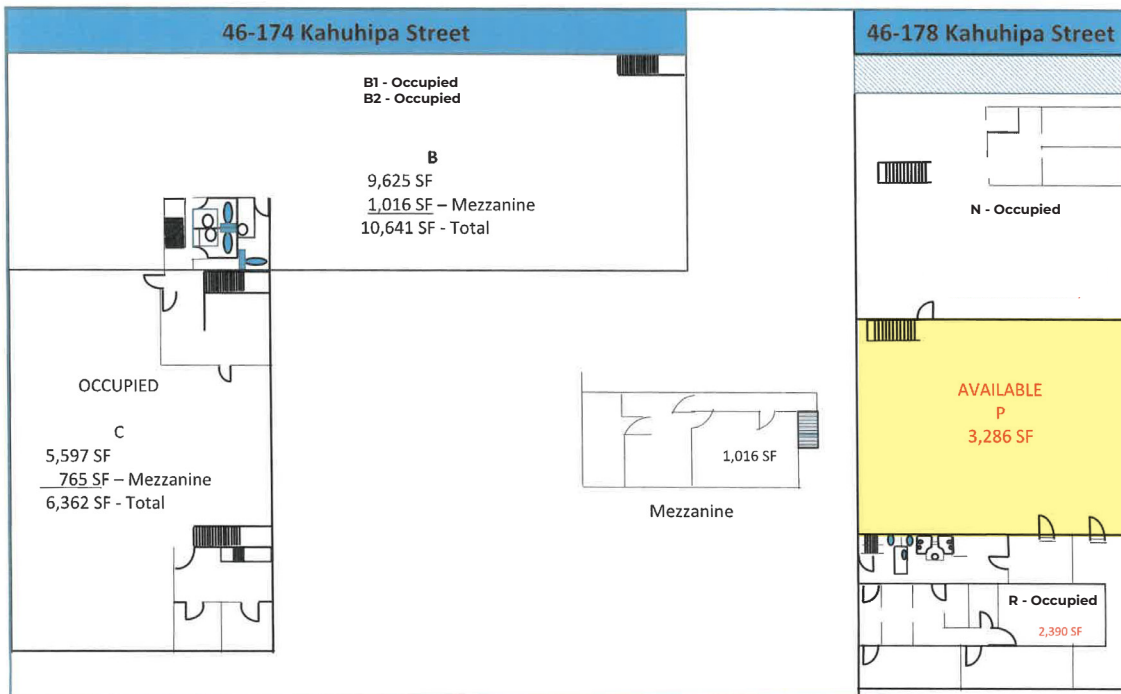 46-174 Kahuhipa Street
B1 - Occupied
B2 - Occupied
B
9,625 SF
1,016 SF – Mezzanine
10,641 SF - Total
OCCUPIED
C
5,597 SF
765 SF – Mezzanine
6,362 SF - Total
1,016 SF
Mezzanine
46-178 Kahuhipa Street
N - Occupied
AVAILABLE
P
3,286 SF
R - Occupied
2,390 SF